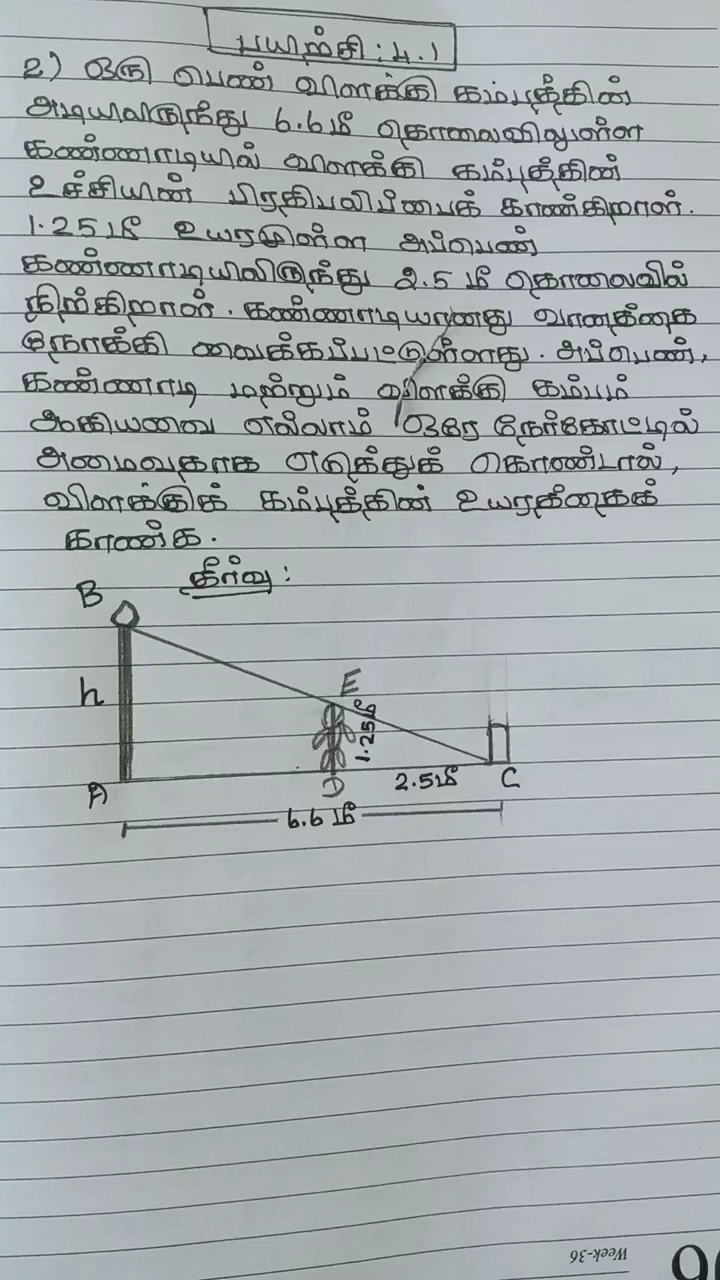 பயிற்சி : 4.1
2) ஒரு பெண் விளக்கு கம்பத்தின்
அடியிலிருந்து 6.6மீ தொலைவிலுள்ள
கண்ணாடியில் விளக்கு கம்பத்தின்
உச்சியின் பிரதிபலிப்பைக் காண்கிறாள்.
1.25மீ உயரமுள்ள அப்பெண்
கண்ணாடியிலிருந்து 2.5 மீ தொலைவில்
நிற்கிறாள். கண்ணாடியானது வானத்தை
நோக்கி வைக்கப்பட்டுள்ளது. அப்பெண்,
கண்ணாடி மற்றும் விளக்கு கம்பம்
ஆகியவை எல்லாம் ஒரே நேர்கோட்டில்
அமைவதாக எடுத்துக் கொண்டால்,
விளக்குக் கம்பத்தின் உயரத்தைக்
காண்க.
தீர்வு :
B
h
E
1.25மீ
A
D
2.5மீ
C
6.6 மீ
Week-36